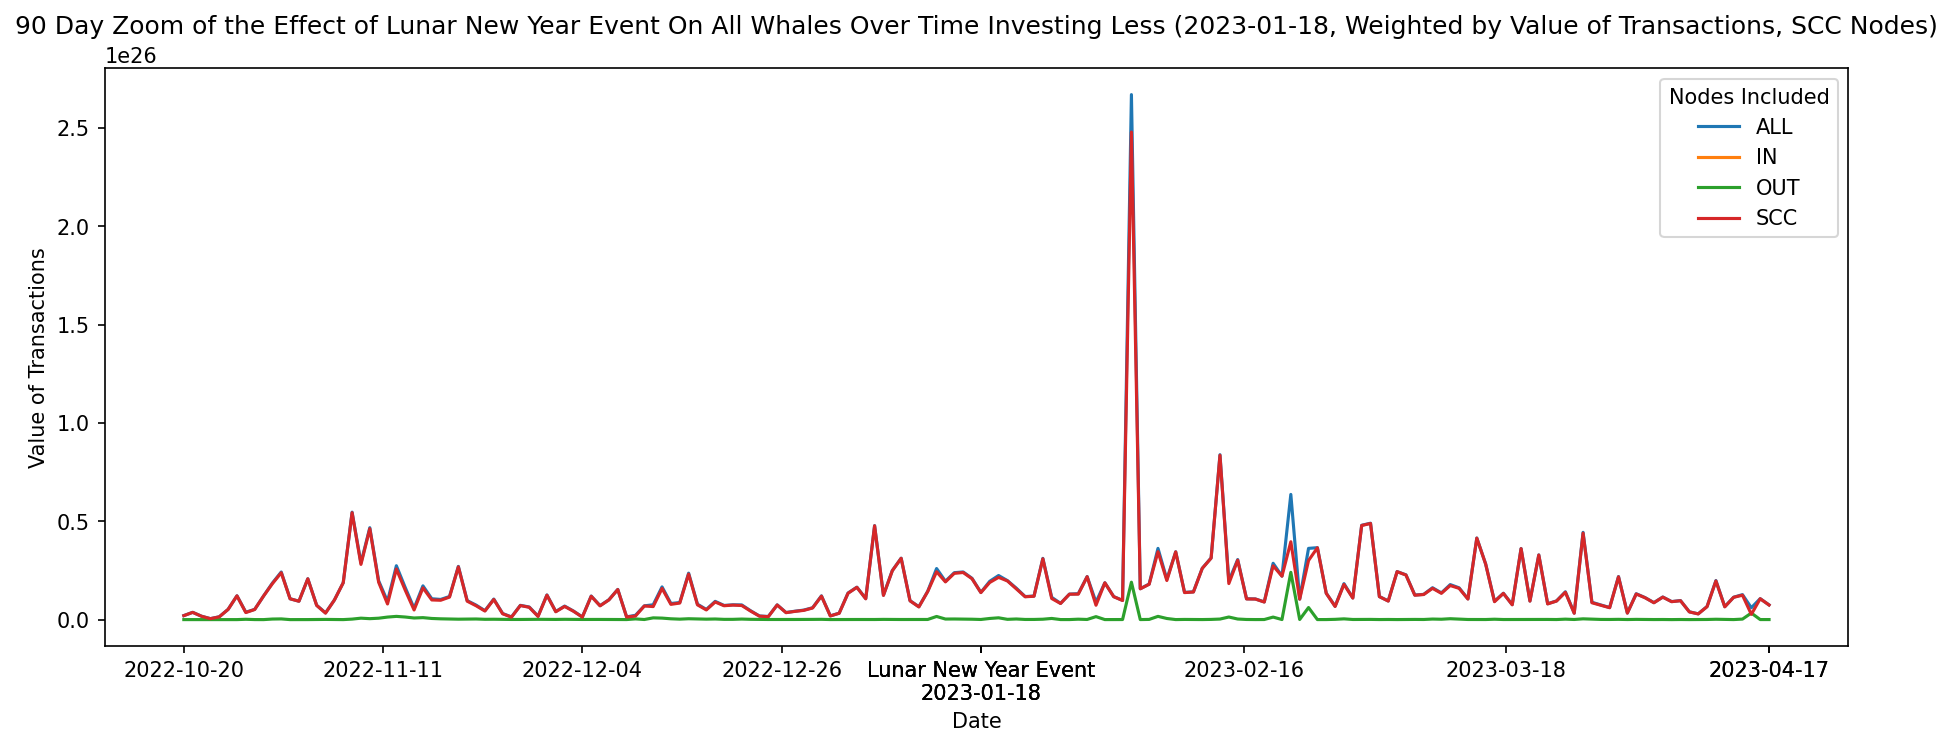 90 Day Zoom of the Effect of Lunar New Year Event On All Whales Over Time Investing Less (2023-01-18, Weighted by Value of Transactions, SCC Nodes)
1e26
Nodes Included
ALL
IN
OUT
SCC
Value of Transactions
2.5
2.0
1.5
1.0
0.5
0.0
2022-10-20 2022-11-11 2022-12-04 2022-12-26 Lunar New Year Event 2023-02-16 2023-03-18 2023-04-17
2023-01-18
Date